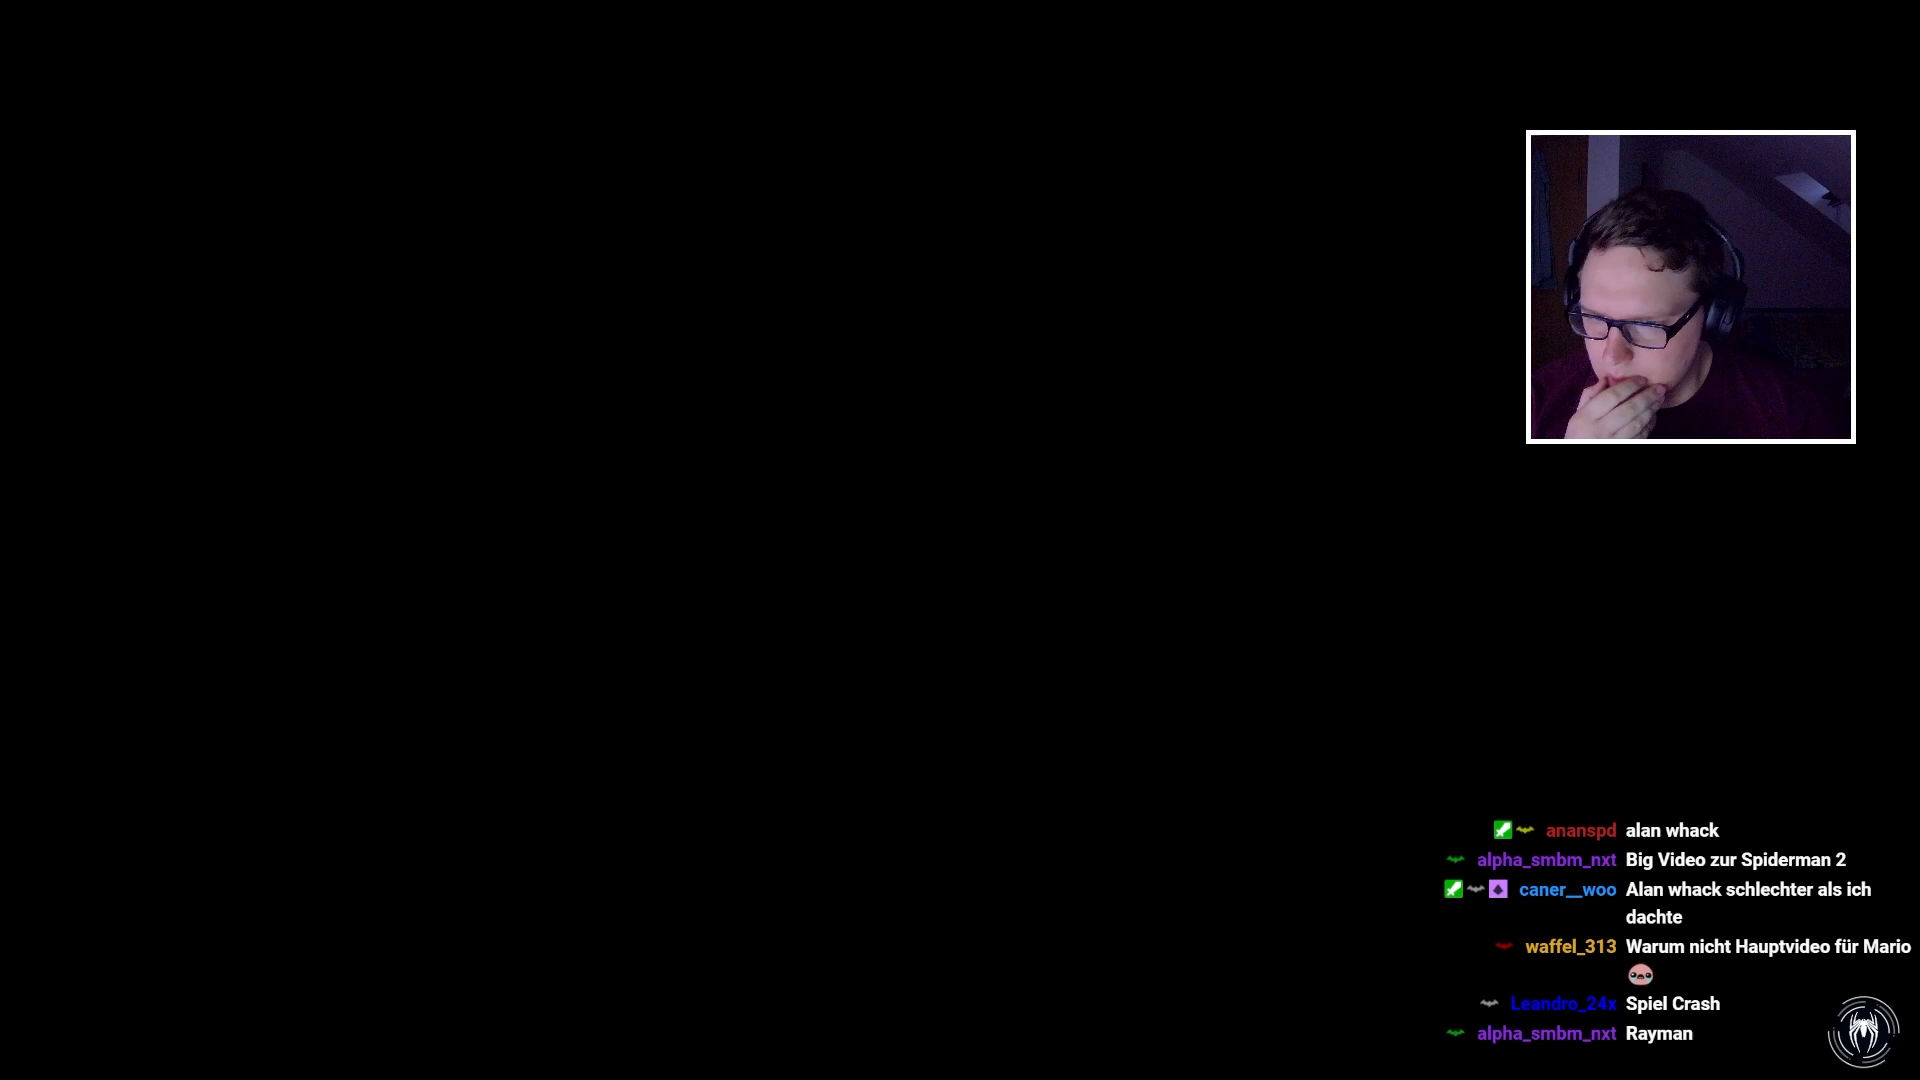 ananspd alan whack
alpha_smbm_nxt Big Video zur Spiderman 2
caner__woo Alan whack schlechter als ich
dachte
waffel_313 Warum nicht Hauptvideo für Mario
Leandro_24x Spiel Crash
alpha_smbm_nxt Rayman